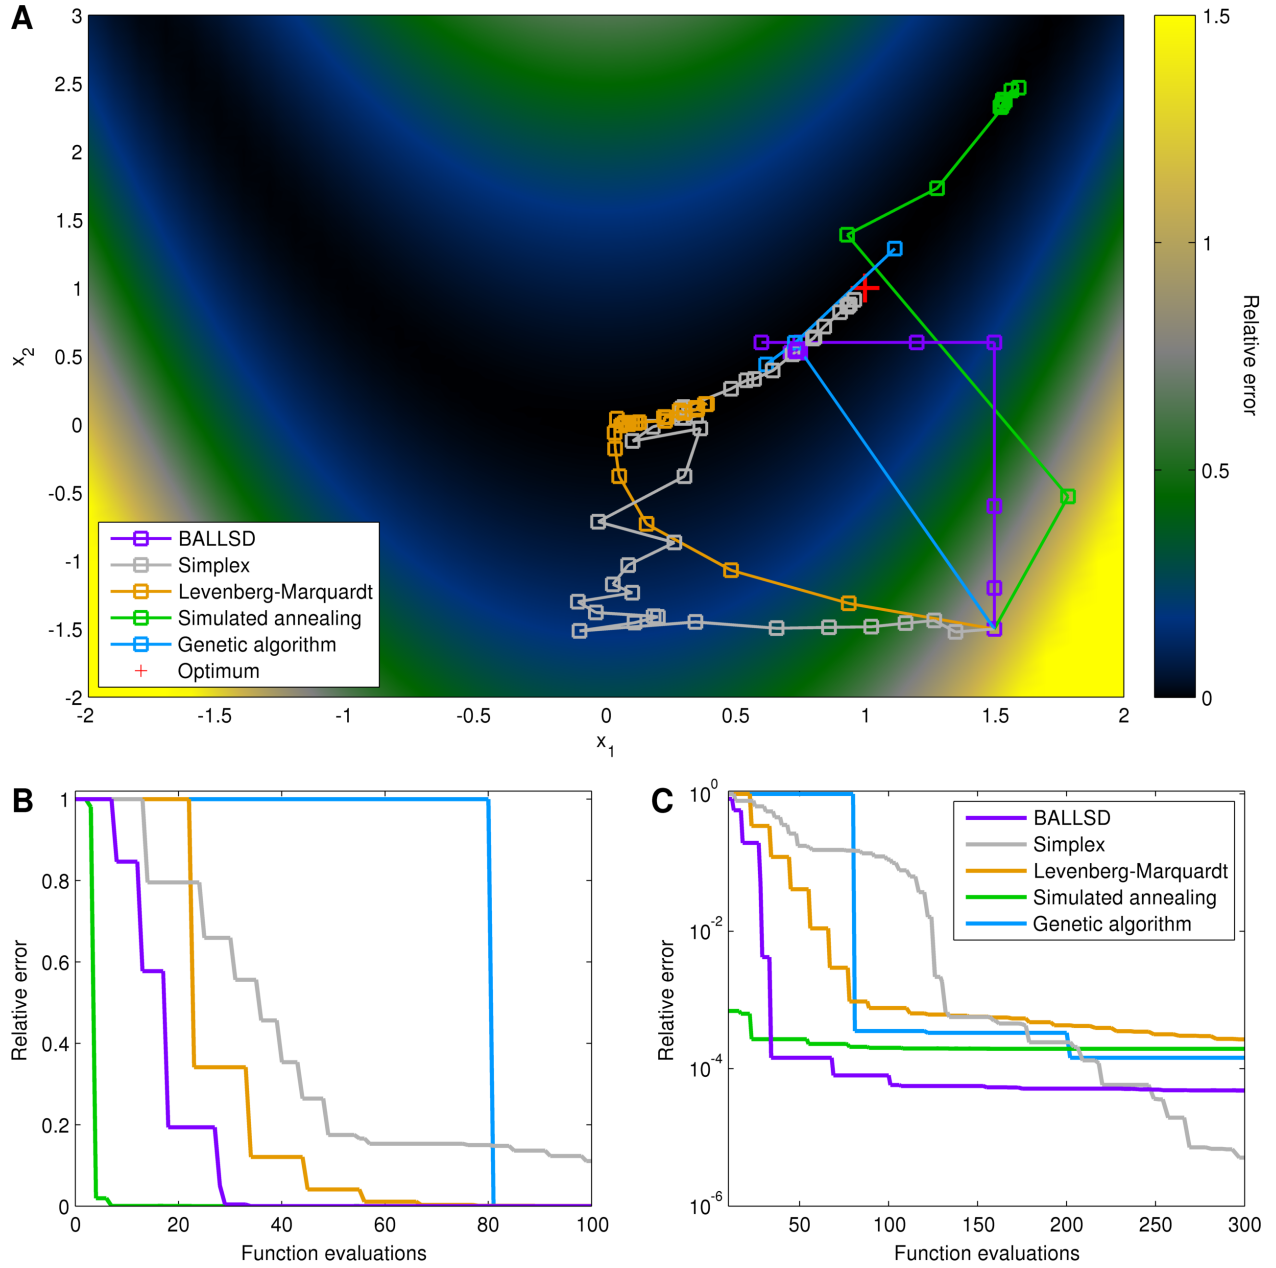 A
3
2.5
2
1.5
1
0.5
0
-0.5
-1
-1.5
-2
x2
-2
-1.5
-1
-0.5
0
0.5
1
1.5
2
x1
BALLSD
Simplex
Levenberg-Marquardt
Simulated annealing
Genetic algorithm
Optimum
1.5
1
0.5
0
Relative error
B
1
0.8
0.6
0.4
0.2
0
Relative error
0
20
40
60
80
100
Function evaluations
C
10^0
10^-2
10^-4
10^-6
Relative error
50
100
150
200
250
300
Function evaluations
BALLSD
Simplex
Levenberg-Marquardt
Simulated annealing
Genetic algorithm